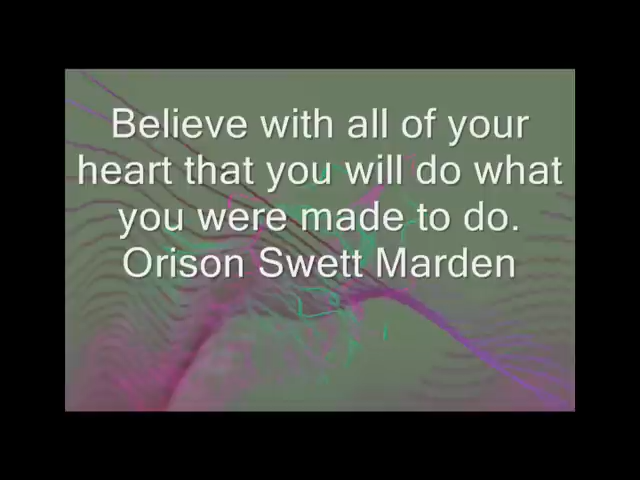 Believe with all of your
heart that you will do what
you were made to do.
Orison Swett Marden